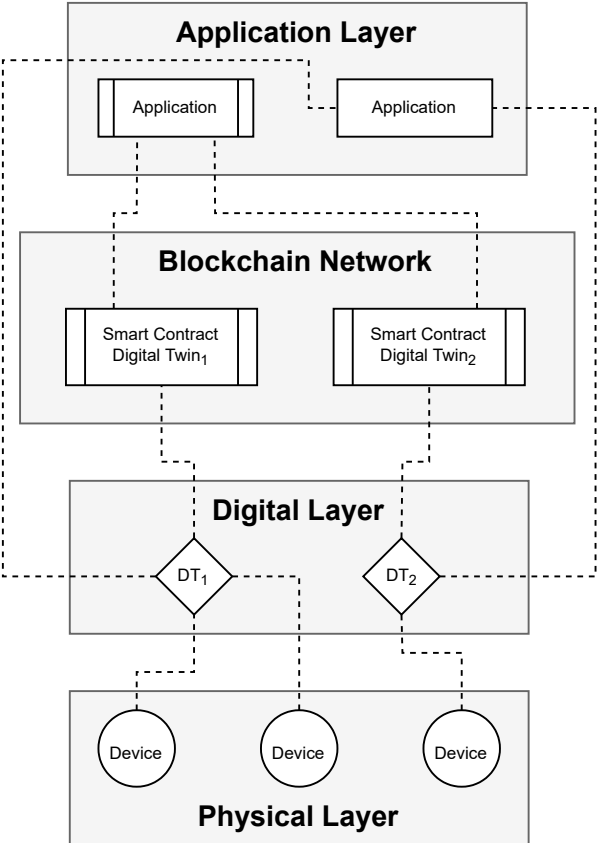 Application Layer
Application
Application
Blockchain Network
Smart Contract
Digital Twin₁
Smart Contract
Digital Twin₂
Digital Layer
DT₁
DT₂
Device
Device
Device
Physical Layer